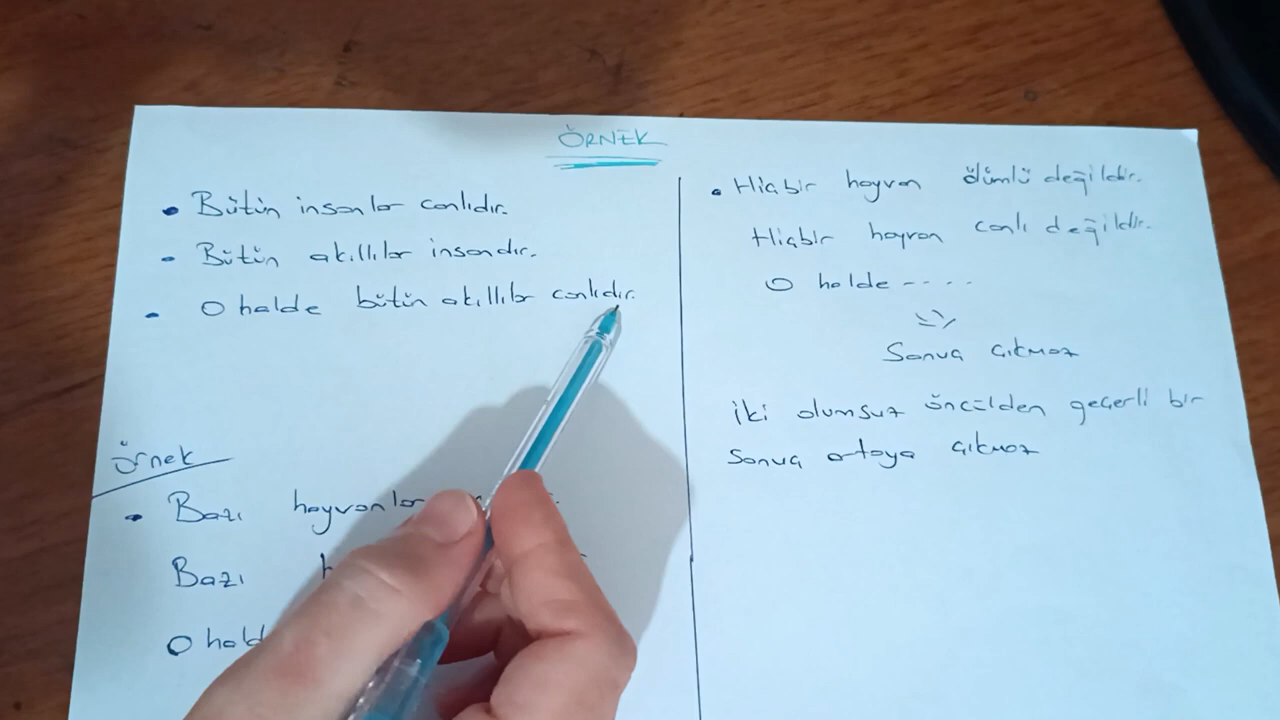 ÖRNEK
• Bütün insanlar canlıdır.
• Bütün akıllılar insandır.
• O halde bütün akıllılar canlıdır.
Örnek
• Bazı hayvanlar
Bazı
O hald
• Hiçbir hayvan ölümlü değildir.
Hiçbir hayvan canlı değildir.
O halde ----
Sonuç çıkmaz
İki olumsuz öncülden geçerli bir
Sonuç ortaya çıkmaz